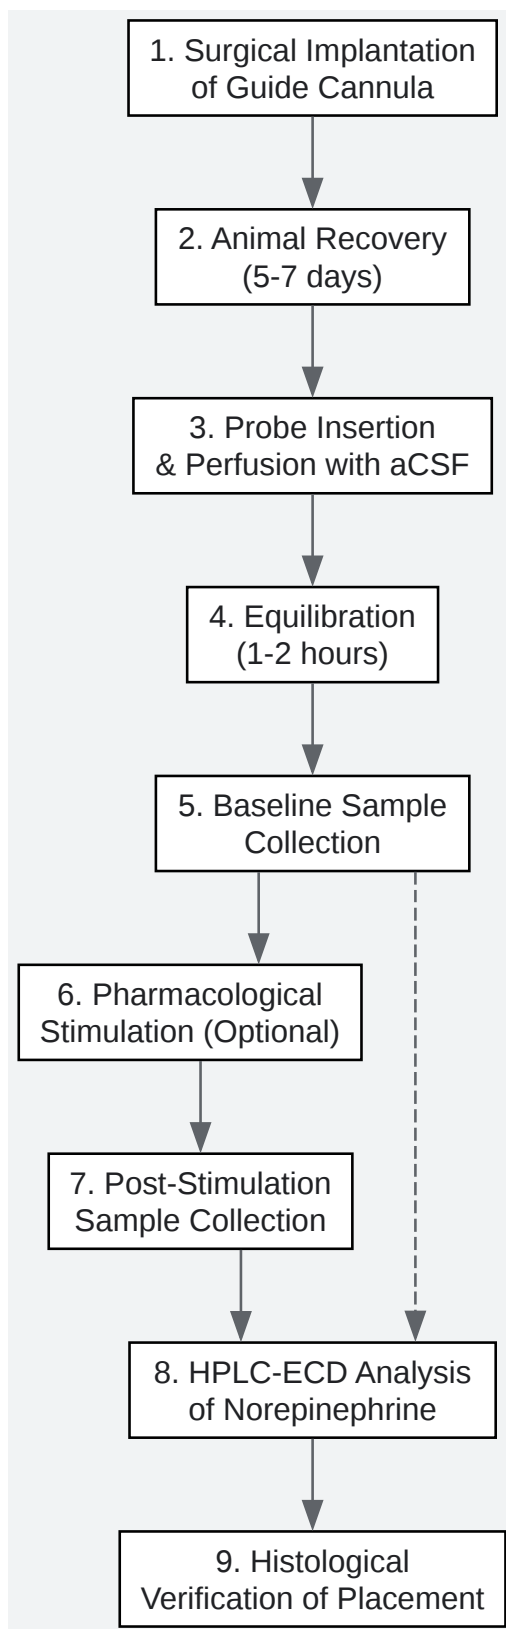 1. Surgical Implantation
of Guide Cannula
2. Animal Recovery
(5-7 days)
3. Probe Insertion
& Perfusion with aCSF
4. Equilibration
(1-2 hours)
5. Baseline Sample
Collection
6. Pharmacological
Stimulation (Optional)
7. Post-Stimulation
Sample Collection
8. HPLC-ECD Analysis
of Norepinephrine
9. Histological
Verification of Placement